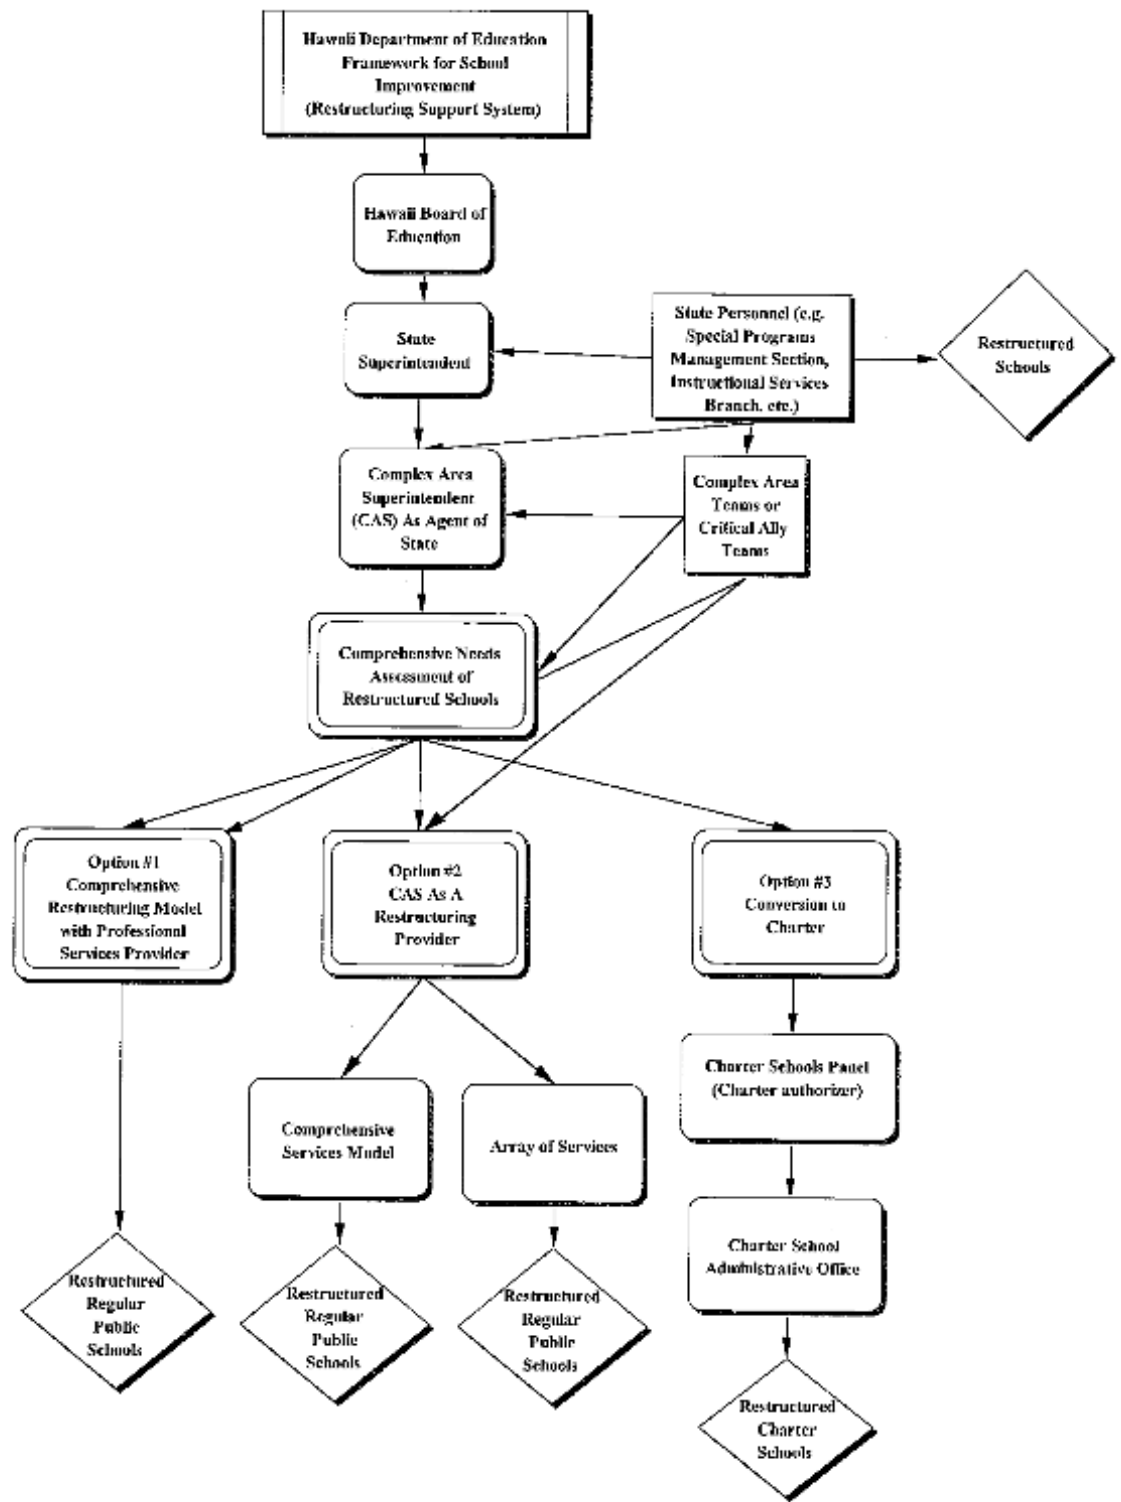 Hawaii Department of Education
Framework for School
Improvement
(Restructuring Support System)
Hawaii Board of
Education
State
Superintendent
State Personnel (e.g.
Special Programs
Management Section,
Instructional Services
Branch, etc.)
Restructured
Schools
Complex Area
Superintendent
(CAS) As Agent of
State
Complex Area
Teams or
Critical Ally
Teams
Comprehensive Needs
Assessment of
Restructured Schools
Option #1
Comprehensive
Restructuring Model
with Professional
Services Provider
Option #2
CAS As A
Restructuring
Provider
Option #3
Conversion to
Charter
Charter Schools Panel
(Charter authorizer)
Comprehensive
Services Model
Array of Services
Charter School
Administrative Office
Restructured
Regular
Public
Schools
Restructured
Regular
Public
Schools
Restructured
Regular
Public
Schools
Restructured
Charter
Schools